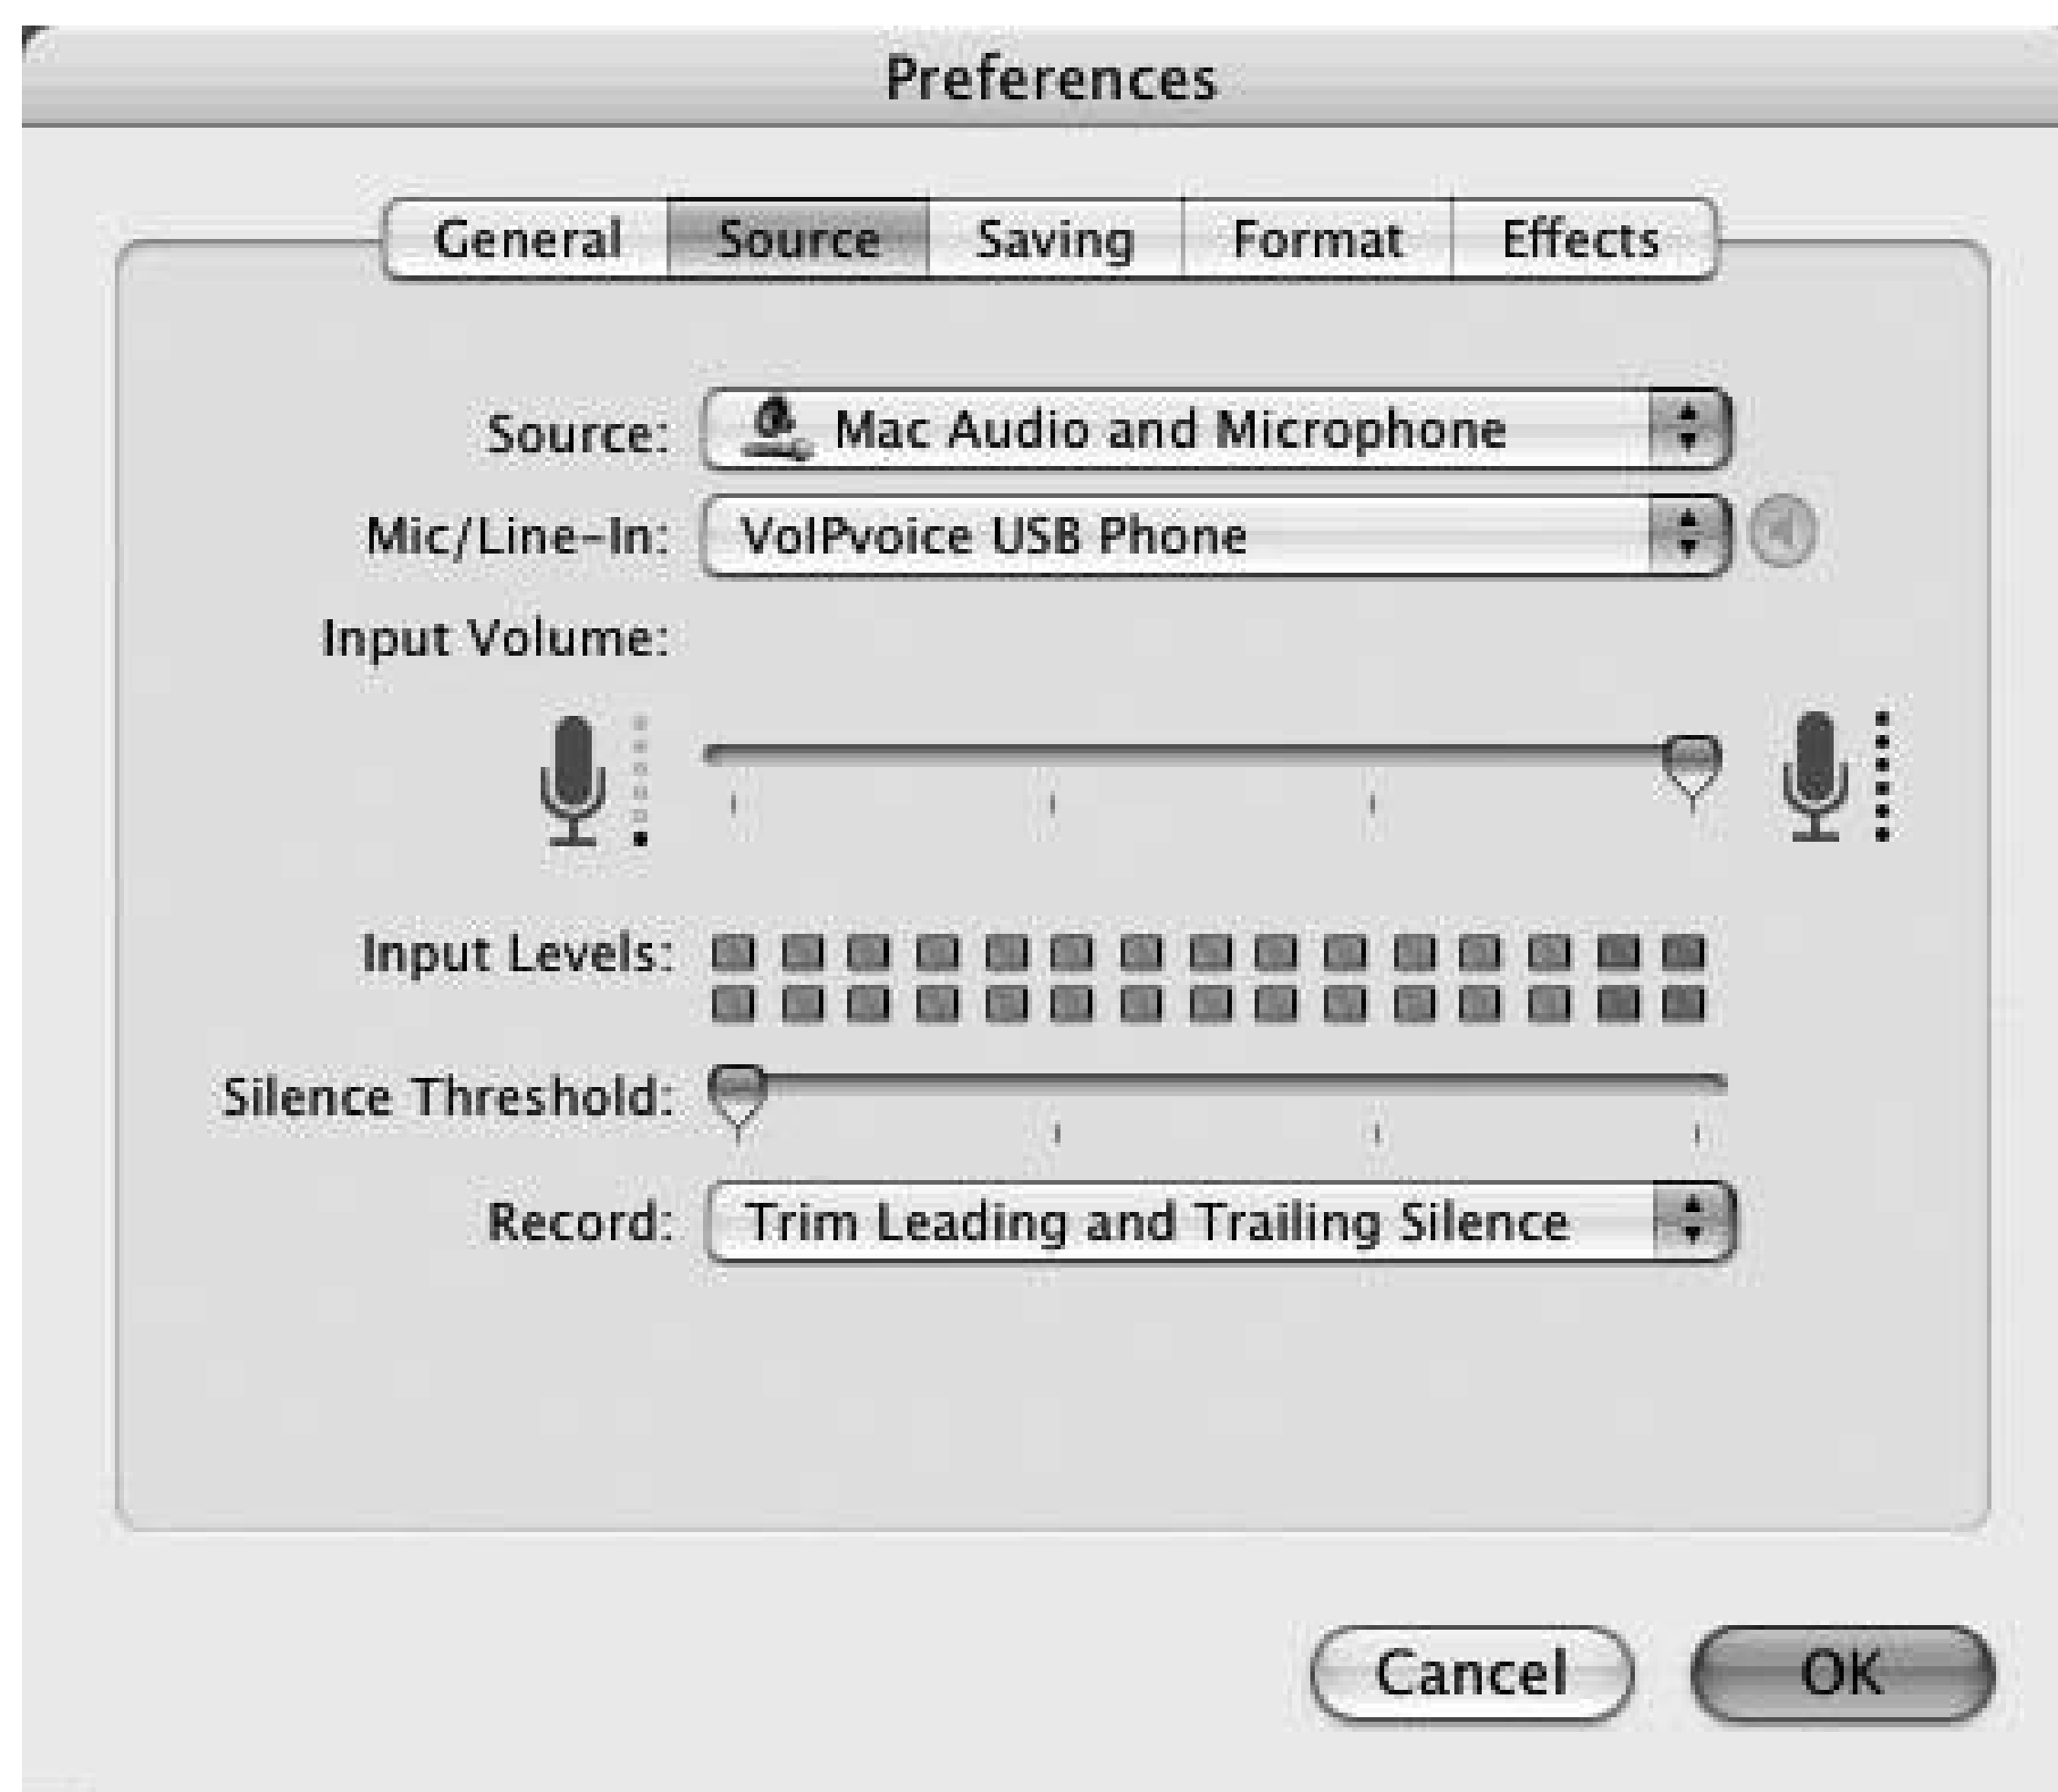 Preferences
General Source Saving Format Effects
Source: Mac Audio and Microphone
Mic/Line-In: VoIPvoice USB Phone
Input Volume:
Input Levels:
Silence Threshold:
Record: Trim Leading and Trailing Silence
Cancel OK